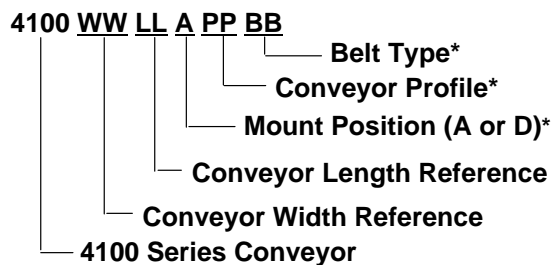 4100 WW LL A PP BB
Belt Type*
Conveyor Profile*
Mount Position (A or D)*
Conveyor Length Reference
Conveyor Width Reference
4100 Series Conveyor